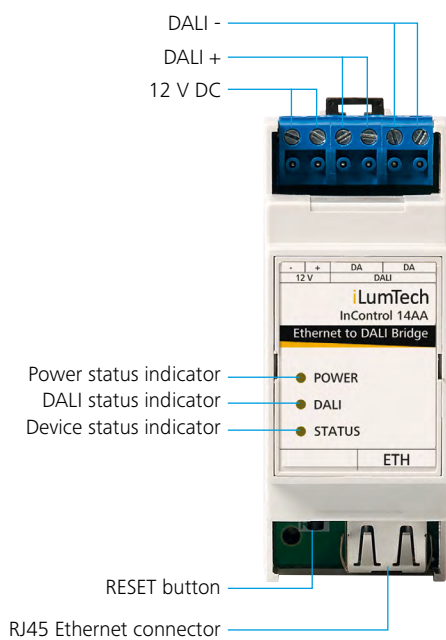 DALI -
DALI +
12 V DC
- + DA DA
12 V DALI
iLumTech
InControl 14AA
Ethernet to DALI Bridge
Power status indicator
POWER
DALI status indicator
DALI
Device status indicator
STATUS
ETH
RESET button
RJ45 Ethernet connector